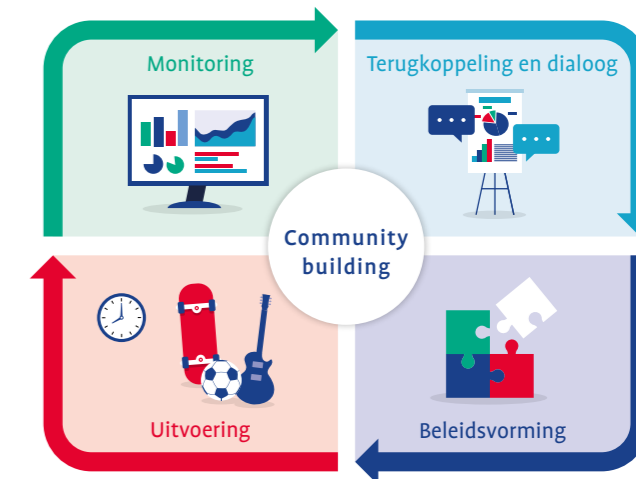 Monitoring
Terugkoppeling en dialoog
Community
building
Uitvoering
Beleidsvorming